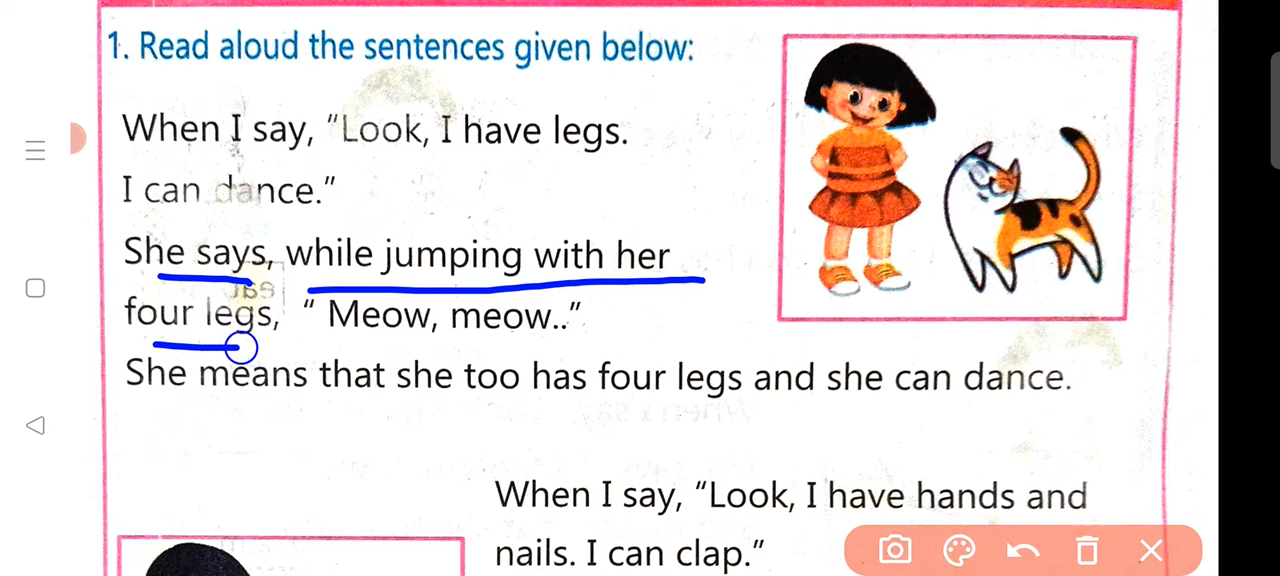 1. Read aloud the sentences given below:
When I say, "Look, I have legs.
I can dance."
She says, while jumping with her
four legs, " Meow, meow.."
She means that she too has four legs and she can dance.
When I say, "Look, I have hands and
nails. I can clap."